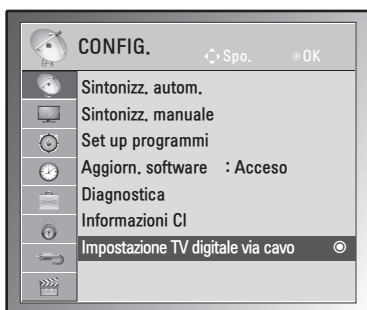 CONFIG.
Spo. OK
Sintonizz. autom.
Sintonizz. manuale
Set up programmi
Aggiorn. software : Acceso
Diagnostica
Informazioni CI
Impostazione TV digitale via cavo